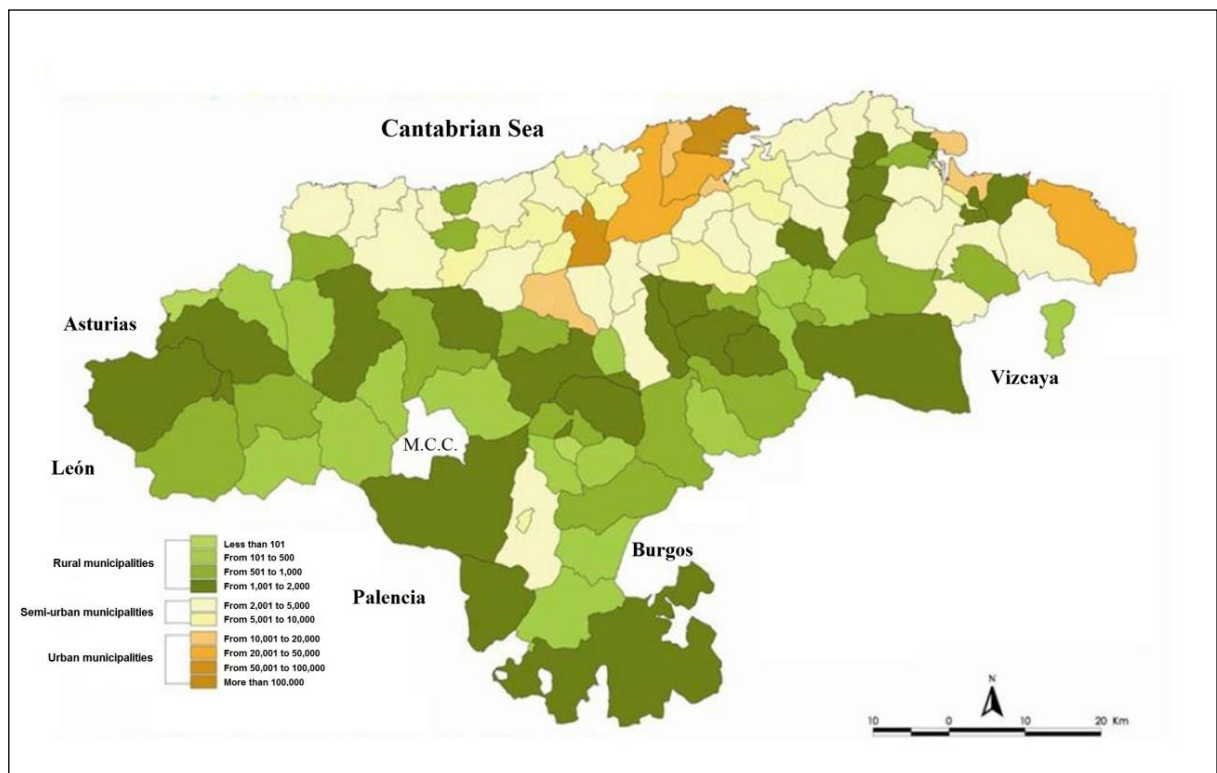 Cantabrian Sea
Asturias
Vizcaya
M.C.C.
León
Burgos
Palencia
Rural municipalities
Less than 101
From 101 to 500
From 501 to 1,000
From 1,001 to 2,000
Semi-urban municipalities
From 2,001 to 5,000
From 5,001 to 10,000
Urban municipalities
From 10,001 to 20,000
From 20,001 to 50,000
From 50,001 to 100,000
More than 100.000
N
10 0 10 20 Km